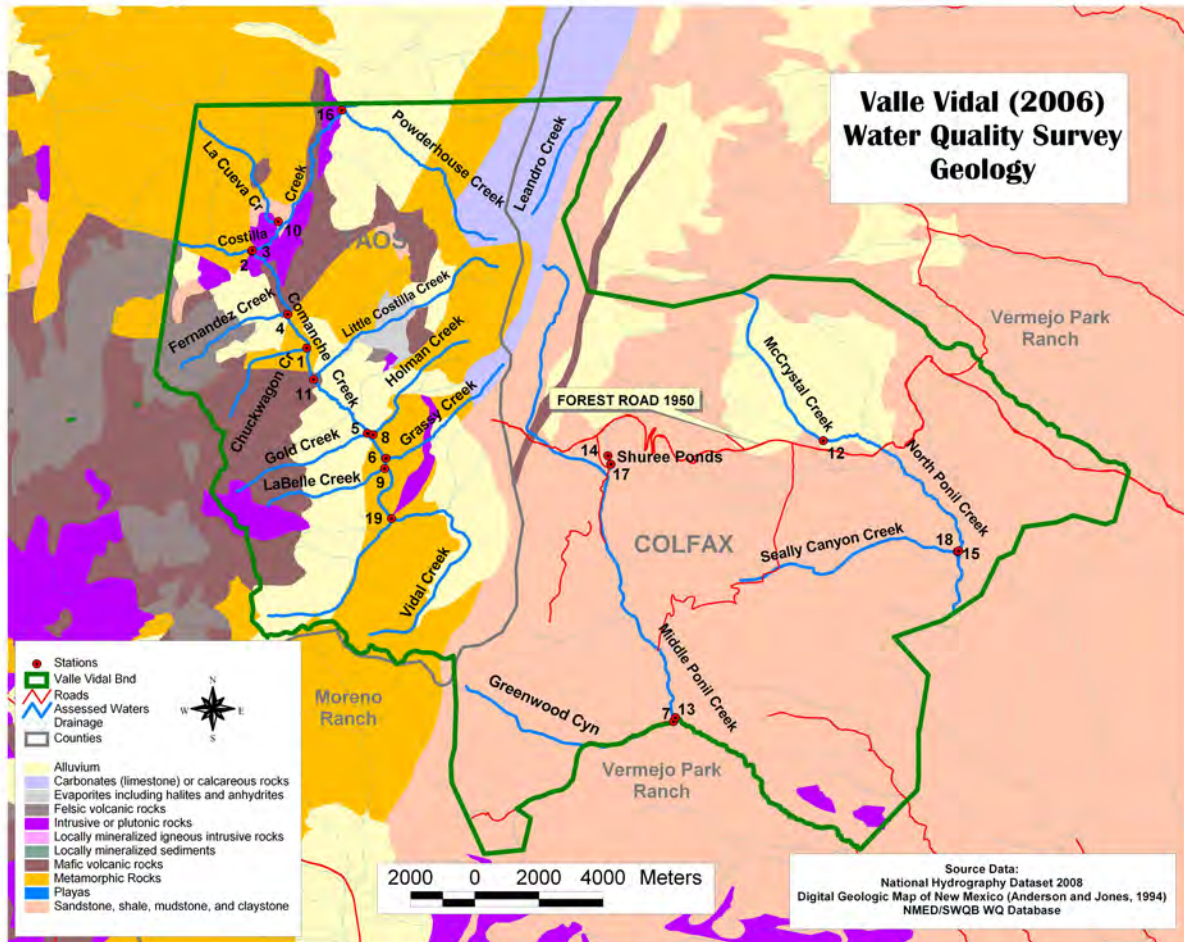 Valle Vidal (2006)
Water Quality Survey
Geology
16
Powderhouse Creek
Leandro Creek
La Cueva Cr
Creek
10
Costilla
3
2
AOS
Vermejo Park
Ranch
Fernandez Creek
4
Comanche
Creek
Little Costilla Creek
1
Chuckwagon Cr
11
Holman Creek
McCrystal Creek
FOREST ROAD 1950
Grassy Creek
5
8
Gold Creek
6
LaBelle Creek
9
14
Shuree Ponds
17
12
North Ponil Creek
19
COLFAX
Seally Canyon Creek
18
15
Vidal Creek
Middle Ponil Creek
Greenwood Cyn
7
13
Moreno
Ranch
Vermejo Park
Ranch
Stations
Valle Vidal Bnd
Roads
Assessed Waters
Drainage
Counties
N
W
E
S
Alluvium
Carbonates (limestone) or calcareous rocks
Evaporites including halites and anhydrites
Felsic volcanic rocks
Intrusive or plutonic rocks
Locally mineralized igneous intrusive rocks
Locally mineralized sediments
Mafic volcanic rocks
Metamorphic Rocks
Playas
Sandstone, shale, mudstone, and claystone
2000 0 2000 4000 Meters
Source Data:
National Hydrography Dataset 2008
Digital Geologic Map of New Mexico (Anderson and Jones, 1994)
NMED/SWQB WQ Database